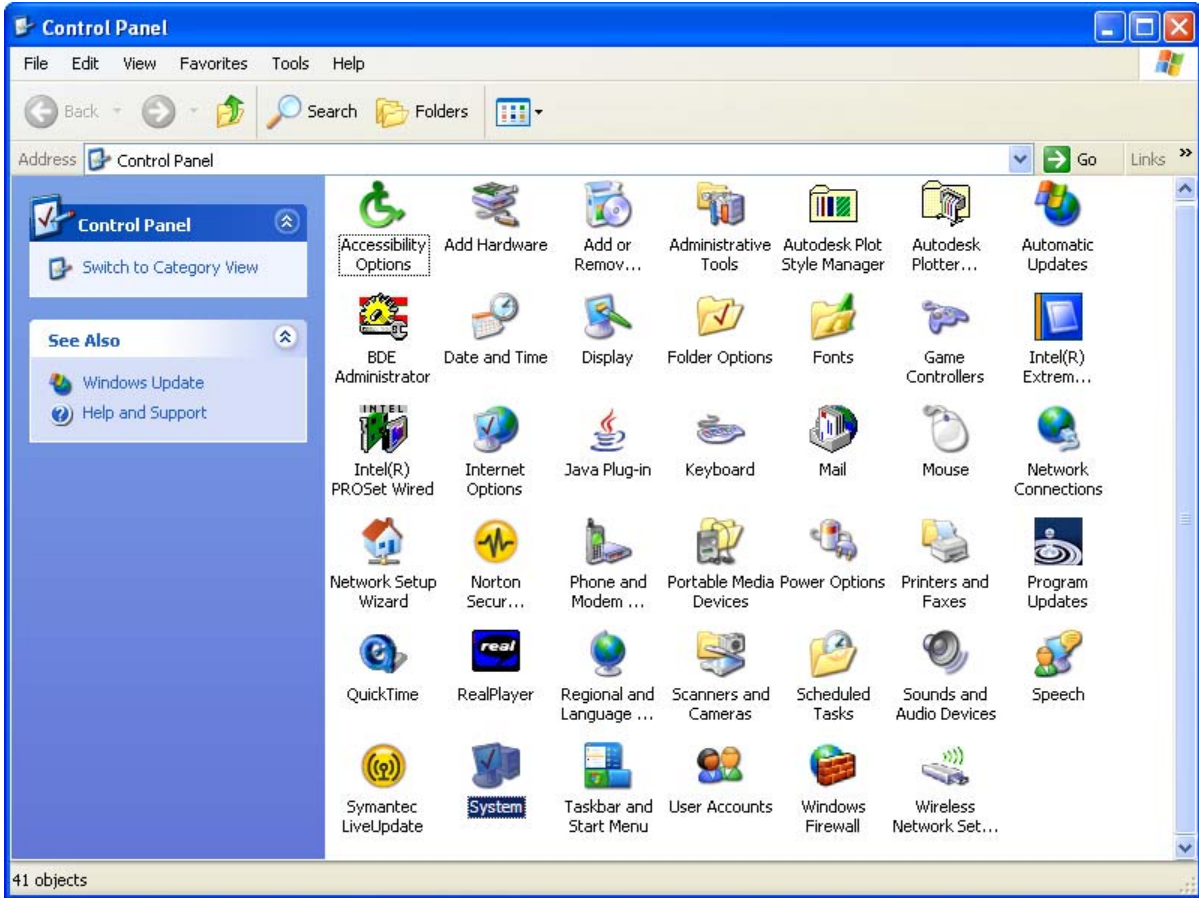 Control Panel
File Edit View Favorites Tools Help
Back Search Folders
Address Control Panel Go Links »
Control Panel
Switch to Category View
See Also
Windows Update
Help and Support
Accessibility Options
Add Hardware
Add or Remov...
Administrative Tools
Autodesk Plot Style Manager
Autodesk Plotter...
Automatic Updates
BDE Administrator
Date and Time
Display
Folder Options
Fonts
Game Controllers
Intel(R) Extrem...
INTEL
Intel(R) PROSet Wired
Internet Options
Java Plug-in
Keyboard
Mail
Mouse
Network Connections
Network Setup Wizard
Norton Secur...
Phone and Modem ...
Portable Media Devices
Power Options
Printers and Faxes
Program Updates
QuickTime
real
RealPlayer
Regional and Language ...
Scanners and Cameras
Scheduled Tasks
Sounds and Audio Devices
Speech
Symantec LiveUpdate
System
Taskbar and Start Menu
User Accounts
Windows Firewall
Wireless Network Set...
41 objects